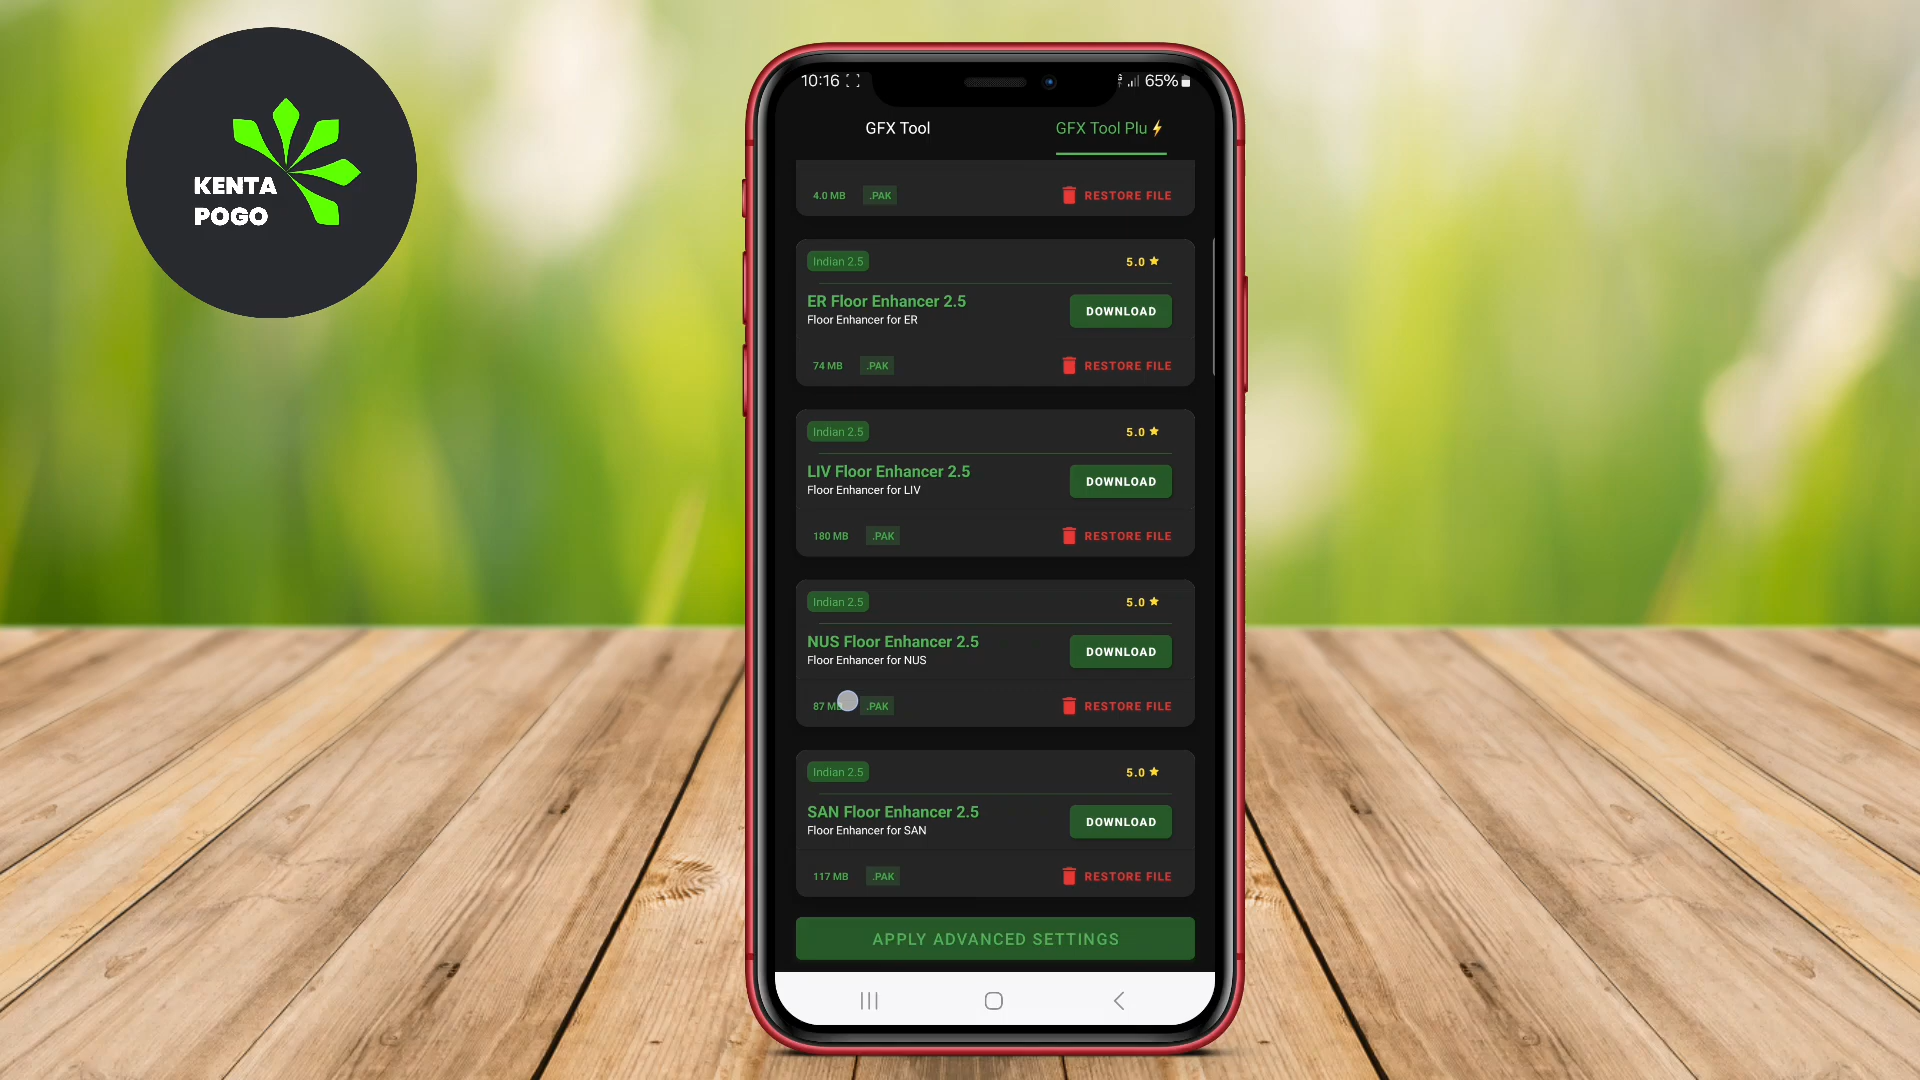 KENTA
POGO
10:16
65%
GFX Tool
GFX Tool Plu
4.0 MB
.PAK
RESTORE FILE
Indian 2.5
5.0
ER Floor Enhancer 2.5
Floor Enhancer for ER
DOWNLOAD
74 MB
.PAK
RESTORE FILE
Indian 2.5
5.0
LIV Floor Enhancer 2.5
Floor Enhancer for LIV
DOWNLOAD
180 MB
.PAK
RESTORE FILE
Indian 2.5
5.0
NUS Floor Enhancer 2.5
Floor Enhancer for NUS
DOWNLOAD
87 MB
.PAK
RESTORE FILE
Indian 2.5
5.0
SAN Floor Enhancer 2.5
Floor Enhancer for SAN
DOWNLOAD
117 MB
.PAK
RESTORE FILE
APPLY ADVANCED SETTINGS